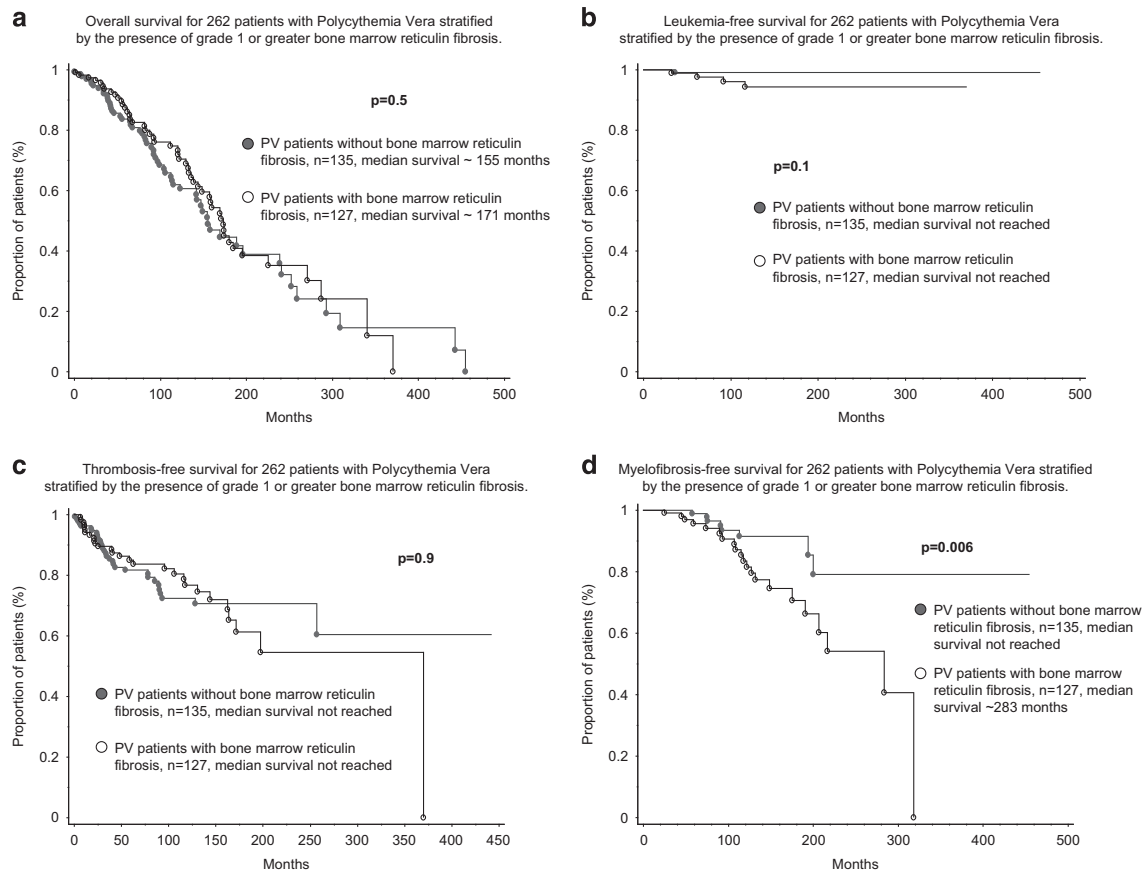 a
Overall survival for 262 patients with Polycythemia Vera stratified
by the presence of grade 1 or greater bone marrow reticulin fibrosis.
1
0.8
0.6
0.4
0.2
0
Proportion of patients (%)
p=0.5
PV patients without bone marrow reticulin
fibrosis, n=135, median survival ~ 155 months
PV patients with bone marrow reticulin
fibrosis, n=127, median survival ~ 171 months
0 100 200 300 400 500
Months
b
Leukemia-free survival for 262 patients with Polycythemia Vera
stratified by the presence of grade 1 or greater bone marrow reticulin fibrosis.
1
0.8
0.6
0.4
0.2
0
Proportion of patients (%)
p=0.1
PV patients without bone marrow reticulin
fibrosis, n=135, median survival not reached
PV patients with bone marrow reticulin
fibrosis, n=127, median survival not reached
0 100 200 300 400 500
Months
c
Thrombosis-free survival for 262 patients with Polycythemia Vera
stratified by the presence of grade 1 or greater bone marrow reticulin fibrosis.
1
0.8
0.6
0.4
0.2
0
Proportion of patients (%)
p=0.9
PV patients without bone marrow reticulin
fibrosis, n=135, median survival not reached
PV patients with bone marrow reticulin
fibrosis, n=127, median survival not reached
0 50 100 150 200 250 300 350 400 450
Months
d
Myelofibrosis-free survival for 262 patients with Polycythemia Vera stratified
by the presence of grade 1 or greater bone marrow reticulin fibrosis.
1
0.8
0.6
0.4
0.2
0
Proportion of patients (%)
p=0.006
PV patients without bone marrow
reticulin fibrosis, n=135, median
survival not reached
PV patients with bone marrow
reticulin fibrosis, n=127, median
survival ~283 months
0 100 200 300 400 500
Months